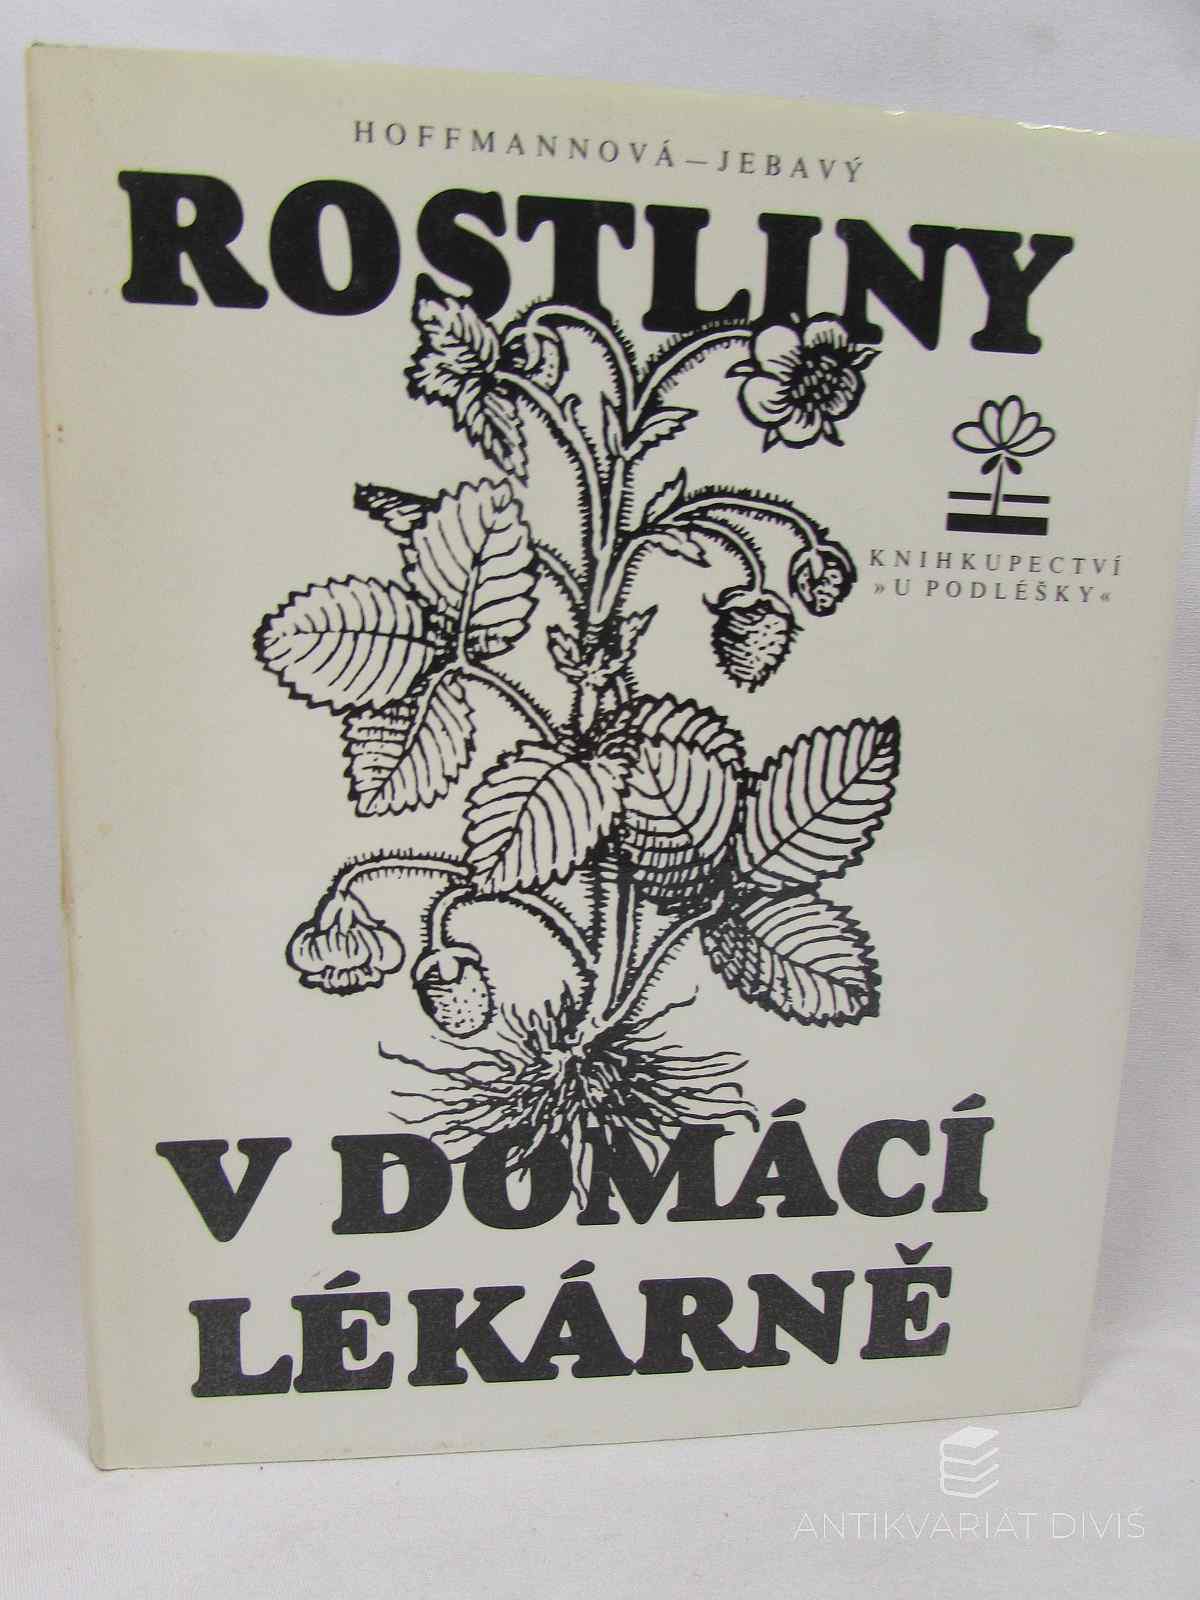 HOFFMANNOVÁ — JEBAVÝ
ROSTLINY
KNIHKUPECTVÍ
»U PODLÉŠKY«
V DOMÁCÍ
LÉKÁRNĚ
ANTIKVARIÁT DIVIŠ